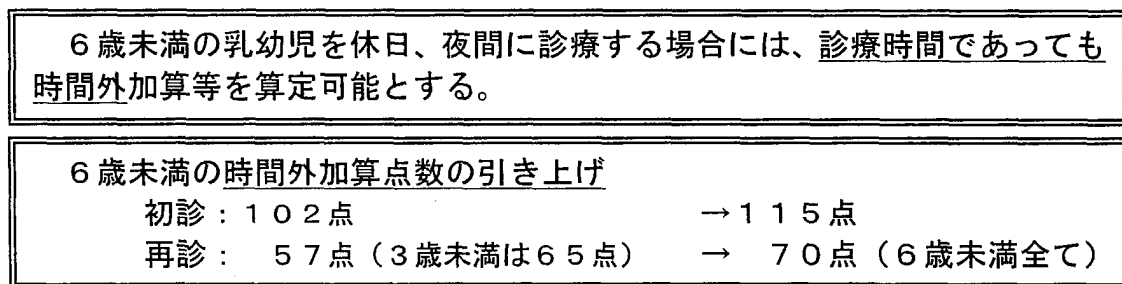 ６歳未満の乳幼児を休日、夜間に診療する場合には、診療時間であっても
時間外加算等を算定可能とする。
６歳未満の時間外加算点数の引き上げ
初診：１０２点　→１１５点
再診：　５７点（３歳未満は６５点）　→　７０点（６歳未満全て）